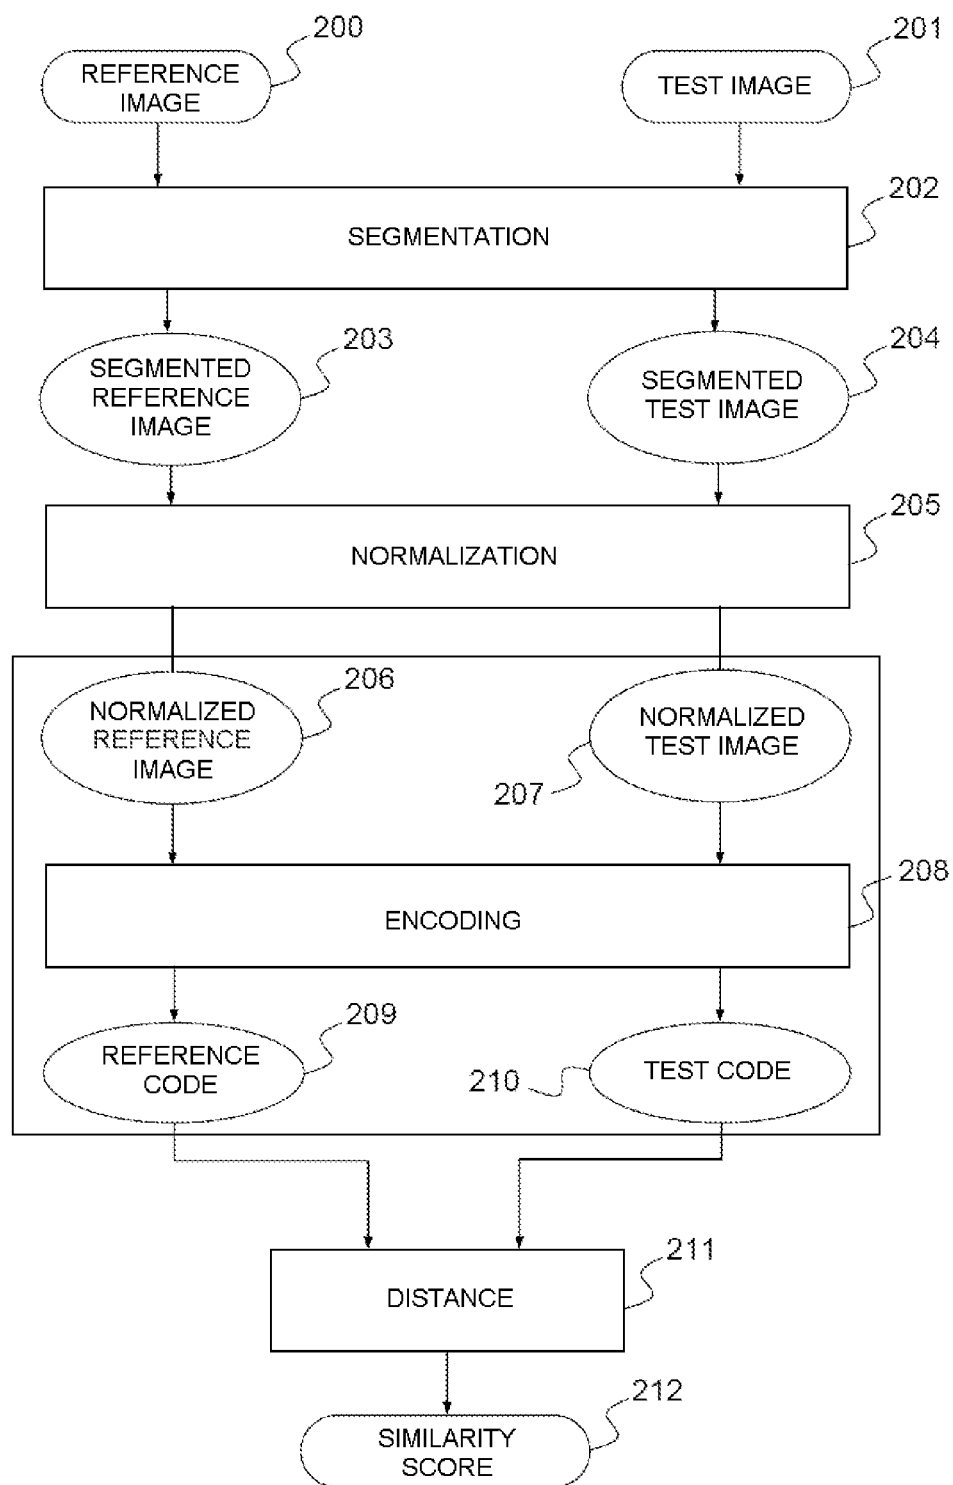 200
201
REFERENCE
IMAGE
TEST IMAGE
202
SEGMENTATION
203
204
SEGMENTED
REFERENCE
IMAGE
SEGMENTED
TEST IMAGE
205
NORMALIZATION
206
NORMALIZED
REFERENCE
IMAGE
NORMALIZED
TEST IMAGE
207
208
ENCODING
209
REFERENCE
CODE
210
TEST CODE
211
DISTANCE
212
SIMILARITY
SCORE